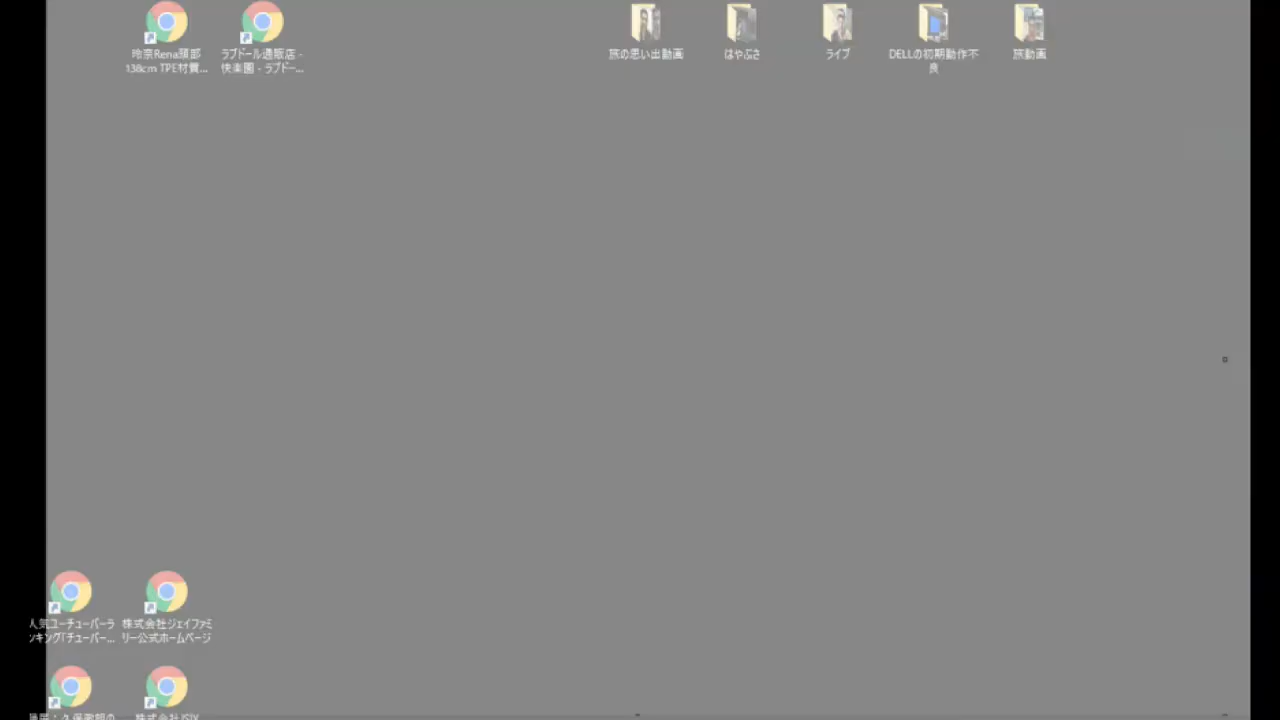 玲奈Rena頭部
138cm TPE材質...
ラブドール通販店 -
快楽園 - ラブドー...
旅の思い出動画
はやぶさ
ライブ
DELLの初期動作不
良
旅動画
人気ユーチューバーラ
ンキング「チューバー...
株式会社ジェイファミ
リー公式ホームページ
株式会社